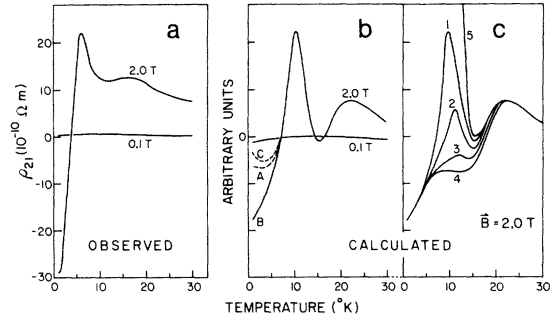 a
b
c
20
10
0
-10
-20
-30
ρ21 (10⁻¹⁰ Ω m)
2.0 T
0.1 T
OBSERVED
0 10 20 30
ARBITRARY UNITS
0
2.0 T
0.1 T
C
A
B
CALCULATED
0 10 20
1
5
2
3
4
B⃗ = 2.0 T
0 10 20 30
TEMPERATURE (°K)